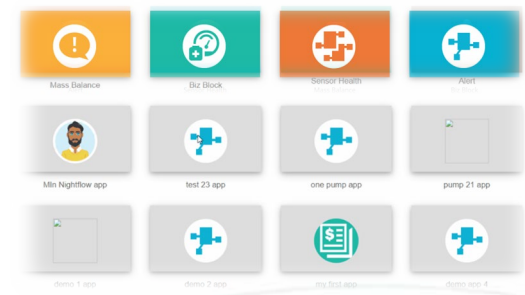 Mass Balance
Biz Block
Sensor Health
Alert
MIn Nightflow app
test 23 app
one pump app
pump 21 app
demo 1 app
demo 2 app
my first app
demo app 4